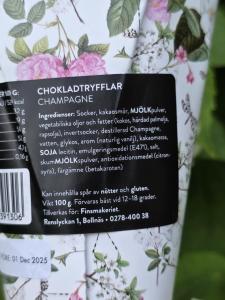 CHOKLADTRYFFLAR
CHAMPAGNE
Ingredienser: Socker, kakaosmör, MJÖLKpulver,
vegetabiliska oljor och fetter (kokos, härdad palmolja,
rapsolja), invertsocker, destillerad Champagne,
vatten, glykos, arom (naturlig vanilj), kakaomassa,
SOJA lecitin, emulgeringsmedel (E471), salt,
skumMJÖLKspulver, antioxidationsmedel (citron-
syra), färgämne (betakaroten)
Kan innehålla spår av nötter och gluten.
Vikt 100 g Förvaras bäst vid 12-18 grader.
Tillverkas för: Finsmakeriet.
Renslyckan 1, Bollnäs • 0278-400 38
01 Dec 2025